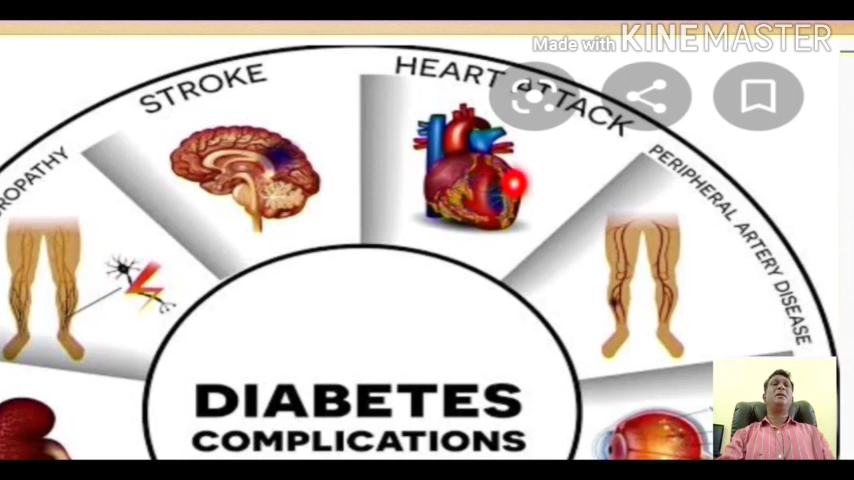 Made with KINEMASTER
STROKE
HEART ATTACK
PERIPHERAL ARTERY DISEASE
DIABETES
COMPLICATIONS